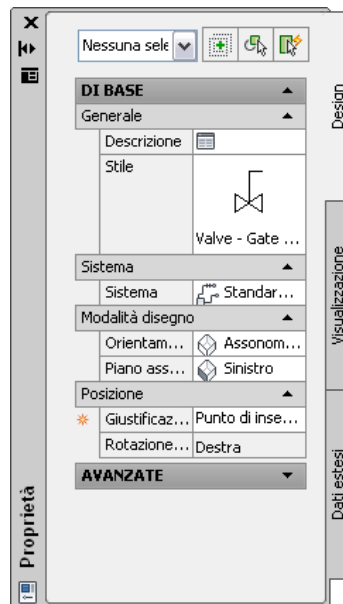 Nessuna sele
DI BASE
Generale
Descrizione
Stile
Valve - Gate ...
Sistema
Sistema Standar...
Modalità disegno
Orientam... Assonom...
Piano ass... Sinistro
Posizione
Giustificaz... Punto di inse...
Rotazione... Destra
AVANZATE
Design
Visualizzazione
Dati estesi
Proprietà